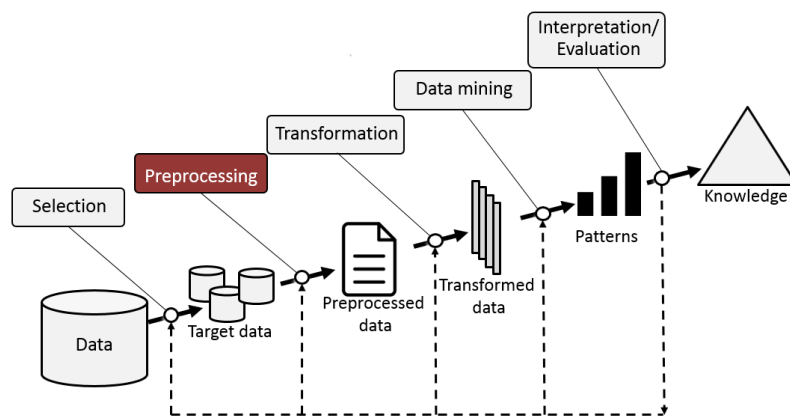 Interpretation/
Evaluation
Data mining
Transformation
Preprocessing
Selection
Data
Target data
Preprocessed
data
Transformed
data
Patterns
Knowledge